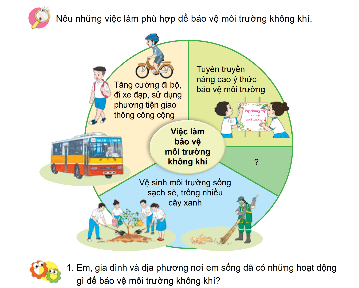 Nêu những việc làm phù hợp để bảo vệ môi trường không khí.
Tăng cường đi bộ,
đi xe đạp, sử dụng
phương tiện giao
thông công cộng
Tuyên truyền
nâng cao ý thức
bảo vệ môi trường
Việc làm
bảo vệ
môi trường
không khí
?
Vệ sinh môi trường sống
sạch sẽ, trồng nhiều
cây xanh
1. Em, gia đình và địa phương nơi em sống đã có những hoạt động
gì để bảo vệ môi trường không khí?